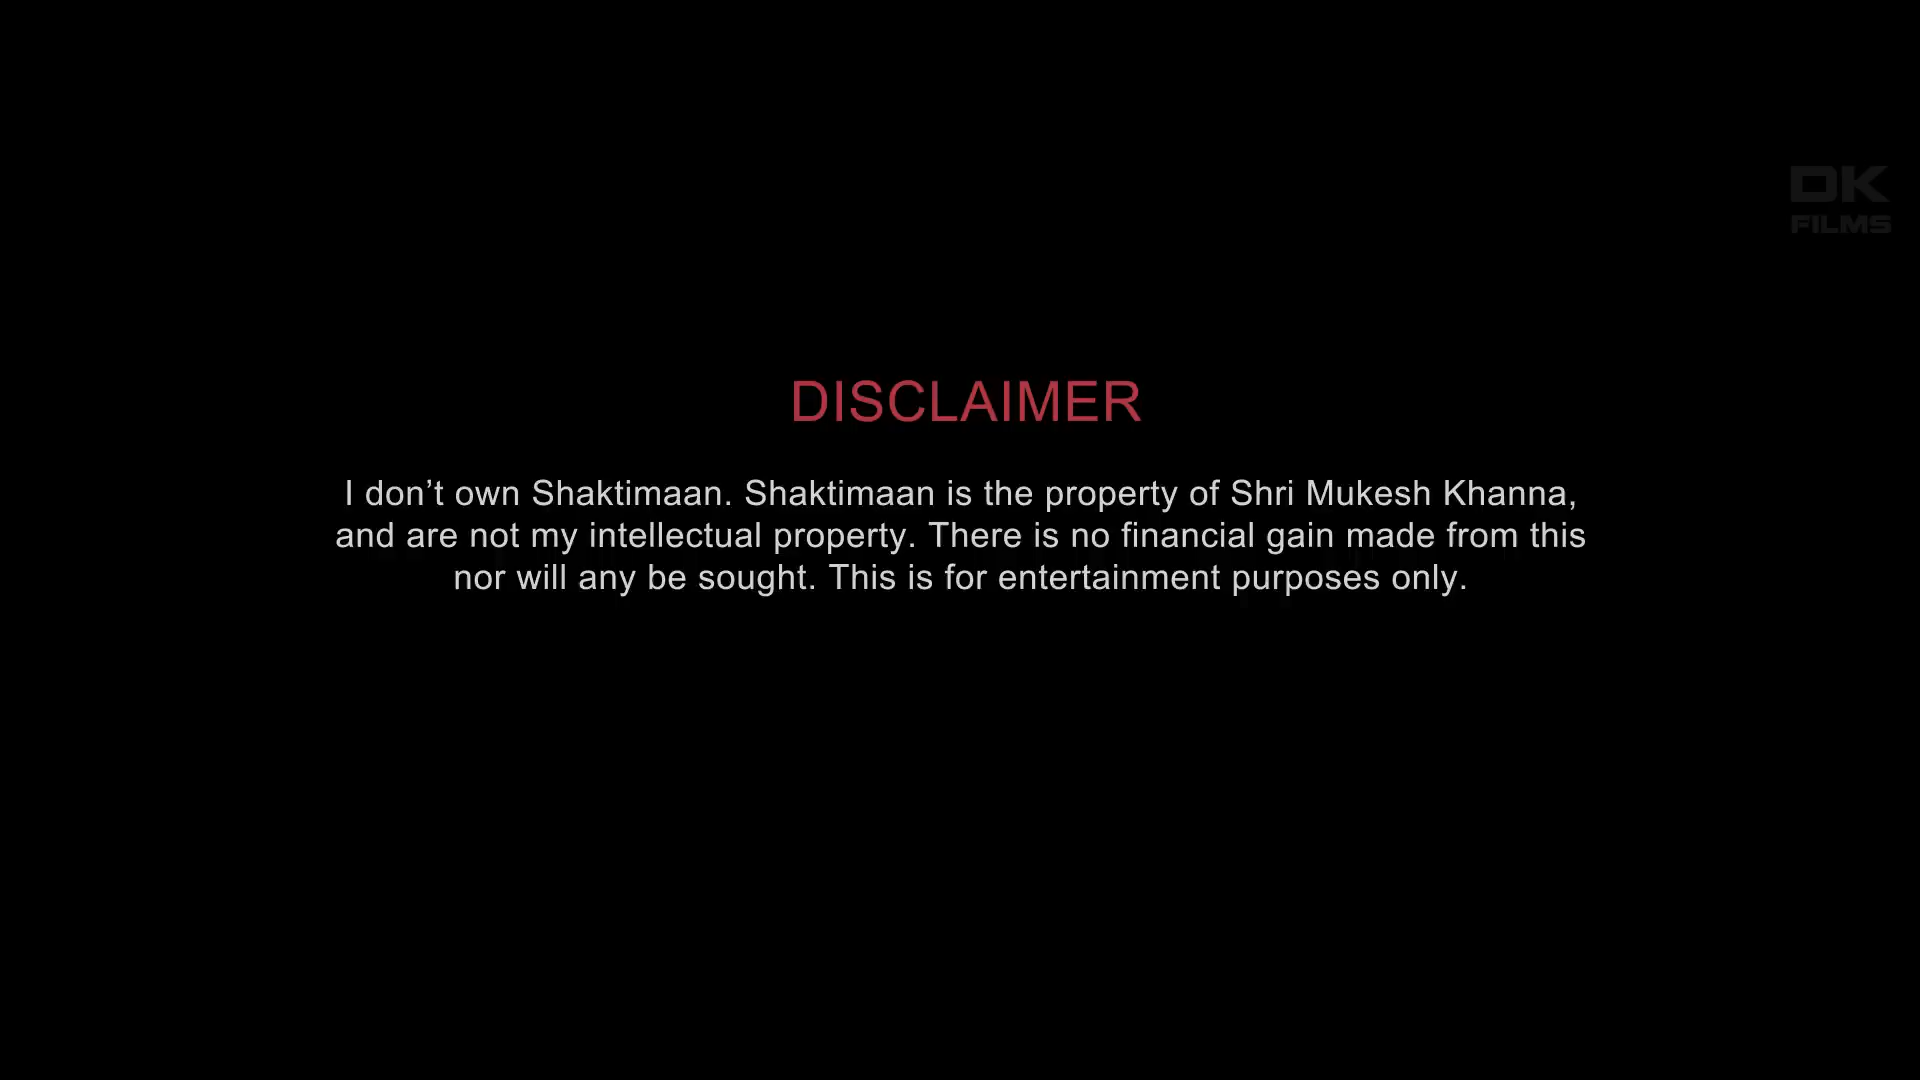 DK
FILMS
DISCLAIMER
I don’t own Shaktimaan. Shaktimaan is the property of Shri Mukesh Khanna,
and are not my intellectual property. There is no financial gain made from this
nor will any be sought. This is for entertainment purposes only.